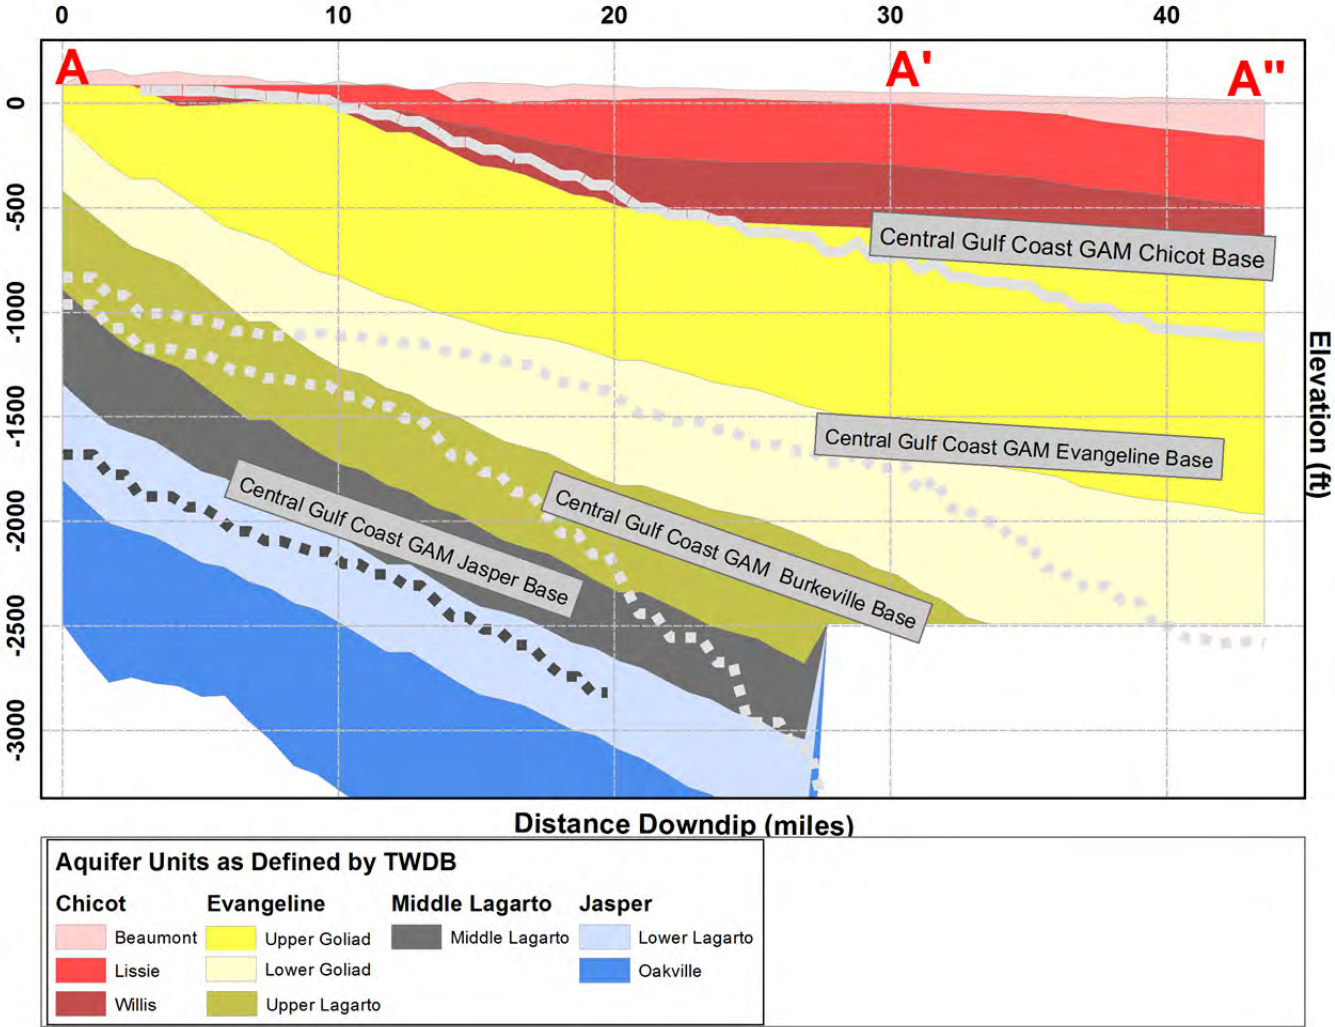 0 10 20 30 40
A A' A"
0
-500
-1000
-1500
-2000
-2500
-3000
Elevation (ft)
Central Gulf Coast GAM Chicot Base
Central Gulf Coast GAM Evangeline Base
Central Gulf Coast GAM Jasper Base
Central Gulf Coast GAM Burkeville Base
Distance Downdip (miles)
Aquifer Units as Defined by TWDB
Chicot Evangeline Middle Lagarto Jasper
Beaumont Upper Goliad Middle Lagarto Lower Lagarto
Lissie Lower Goliad Oakville
Willis Upper Lagarto